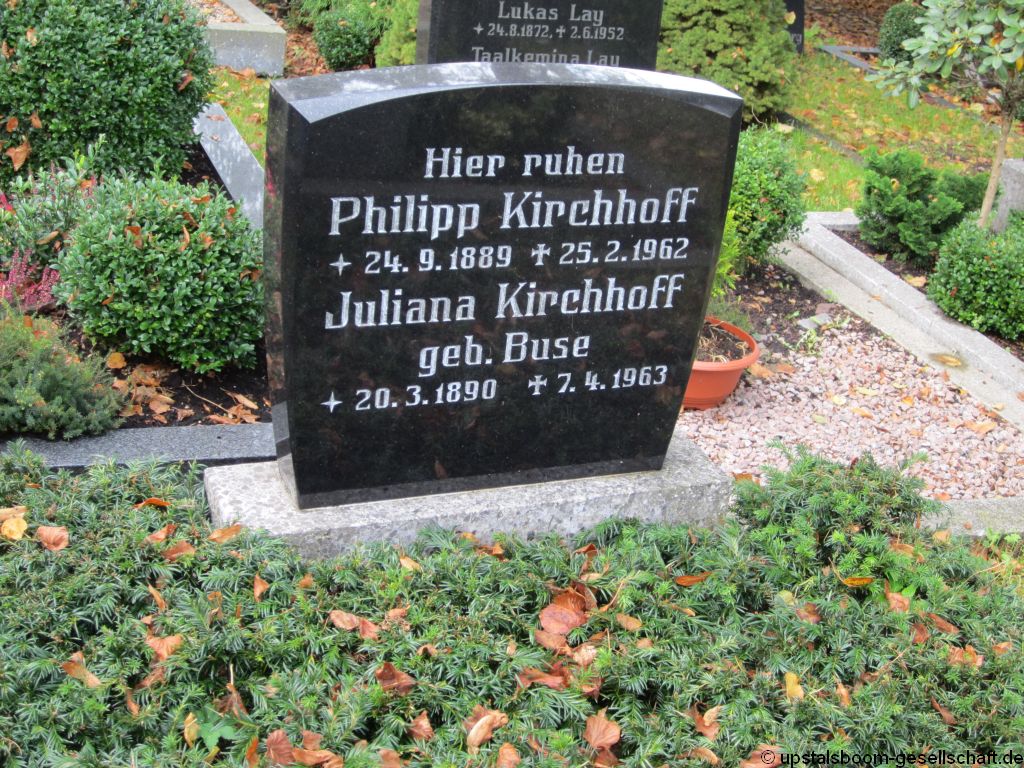 Lukas Lay
✶ 24.8.1872, ✝ 2.6.1952
Taalkemina Lay
Hier ruhen
Philipp Kirchhoff
✶ 24. 9. 1889 ✝ 25. 2. 1962
Juliana Kirchhoff
geb. Buse
✶ 20. 3. 1890 ✝ 7. 4. 1963
© upstalsboom-gesellschaft.de